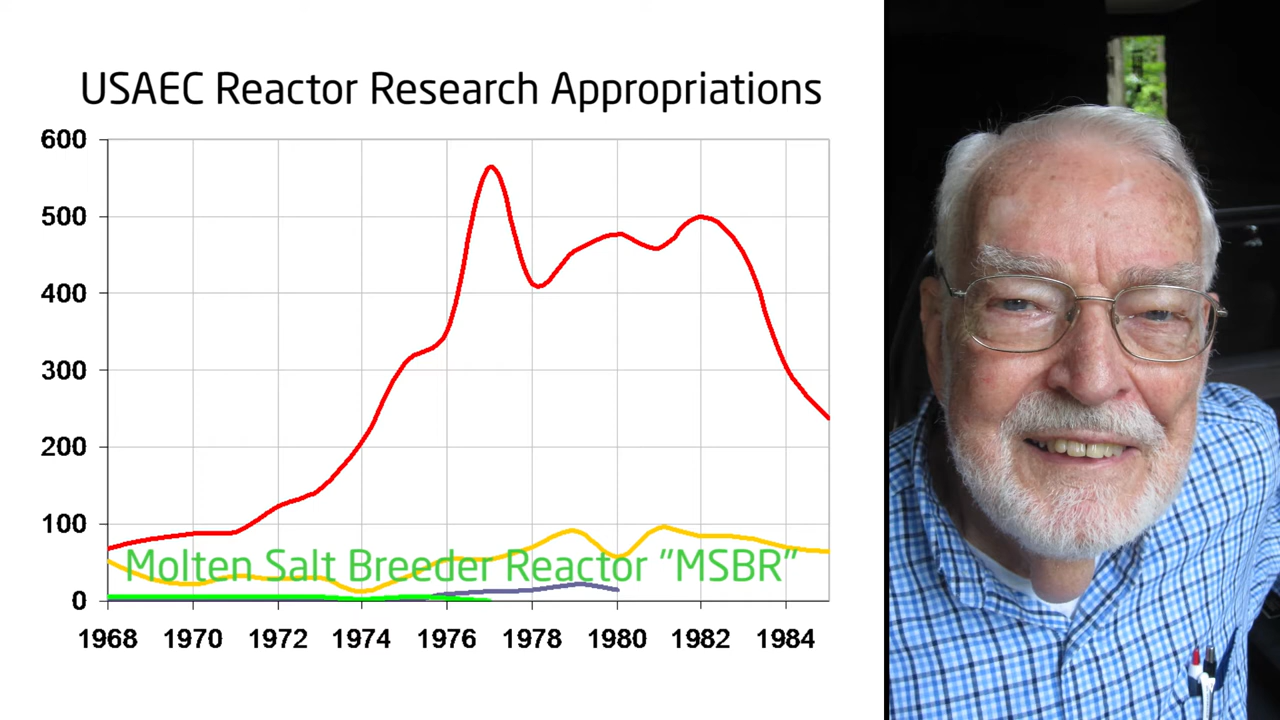 USAEC Reactor Research Appropriations
600
500
400
300
200
100
Molten Salt Breeder Reactor “MSBR”
0
1968 1970 1972 1974 1976 1978 1980 1982 1984